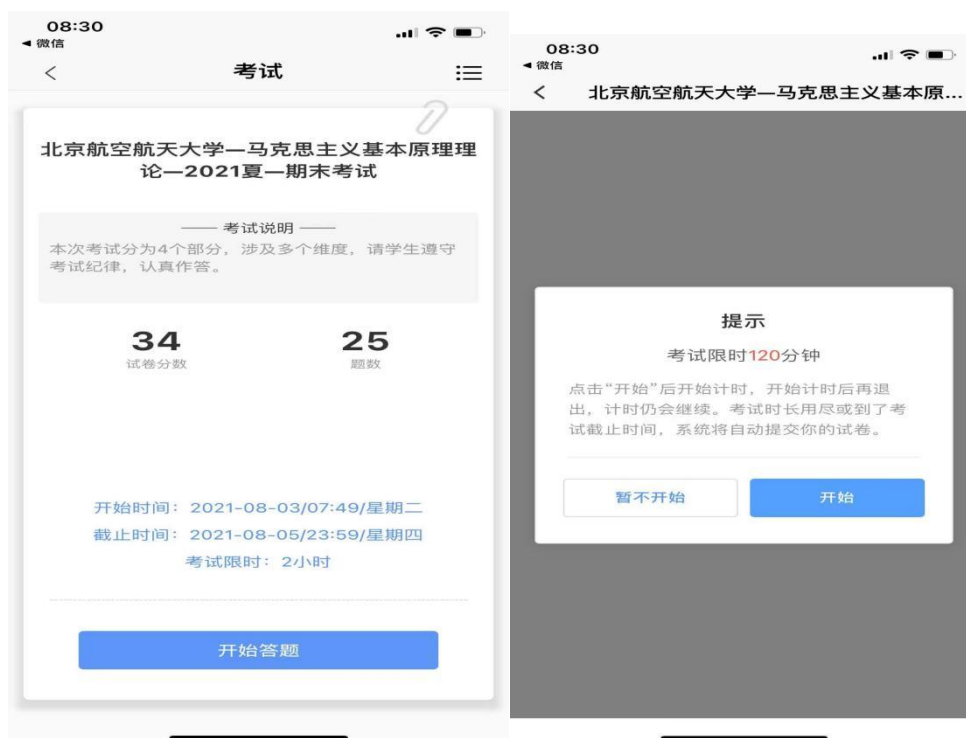 08:30
微信
考试
北京航空航天大学—马克思主义基本原理理
论—2021夏—期末考试
考试说明
本次考试分为4个部分，涉及多个维度，请学生遵守
考试纪律，认真作答。
34
25
试卷分数
题数
开始时间：2021-08-03/07:49/星期二
截止时间：2021-08-05/23:59/星期四
考试限时：2小时
开始答题
08:30
微信
北京航空航天大学—马克思主义基本原...
提示
考试限时120分钟
点击“开始”后开始计时，开始计时后再退
出，计时仍会继续。考试时长用尽或到了考
试截止时间，系统将自动提交你的试卷。
暂不开始
开始